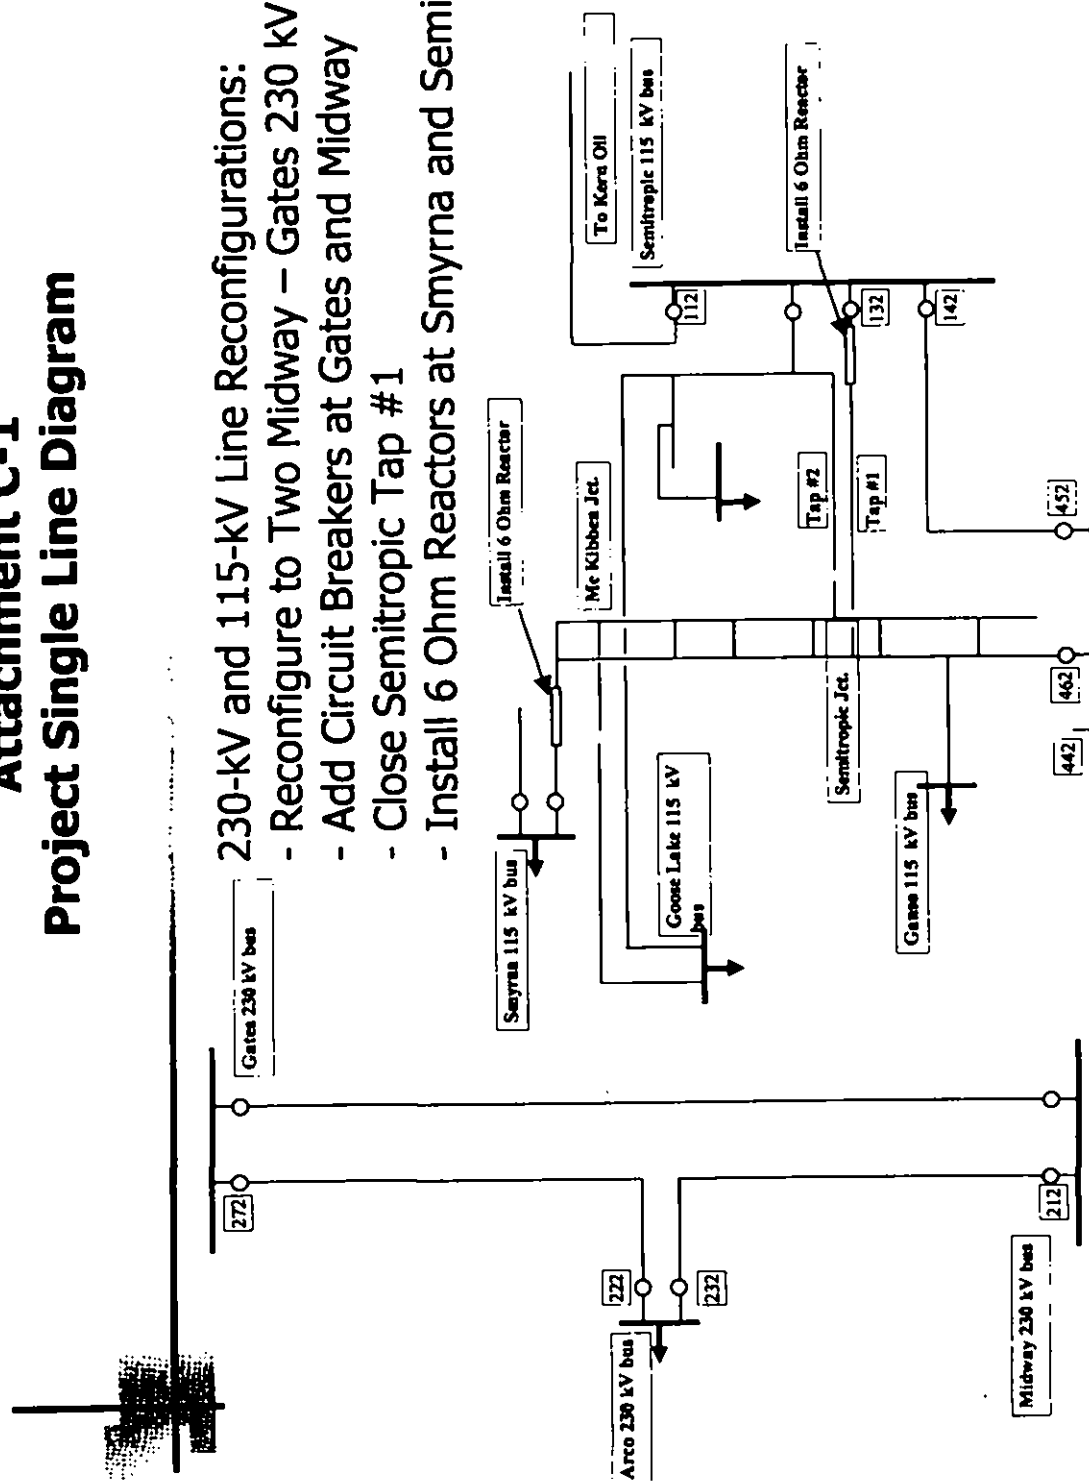 Attachment C-1
Project Single Line Diagram
230-kV and 115-kV Line Reconfigurations:
- Reconfigure to Two Midway – Gates 230 kV
- Add Circuit Breakers at Gates and Midway
- Close Semitropic Tap #1
- Install 6 Ohm Reactors at Smyrna and Semi
Gates 230 kV bus
272
222
232
Arco 230 kV bus
212
Midway 230 kV bus
Smyrna 115 kV bus
Install 6 Ohm Reactor
Mc Kibben Jct.
Goose Lake 115 kV
bus
To Kern Oil
Semitropic 115 kV bus
112
Install 6 Ohm Reactor
132
142
Tap #2
Tap #1
Semitropic Jct.
Ganso 115 kV bus
442
462
452